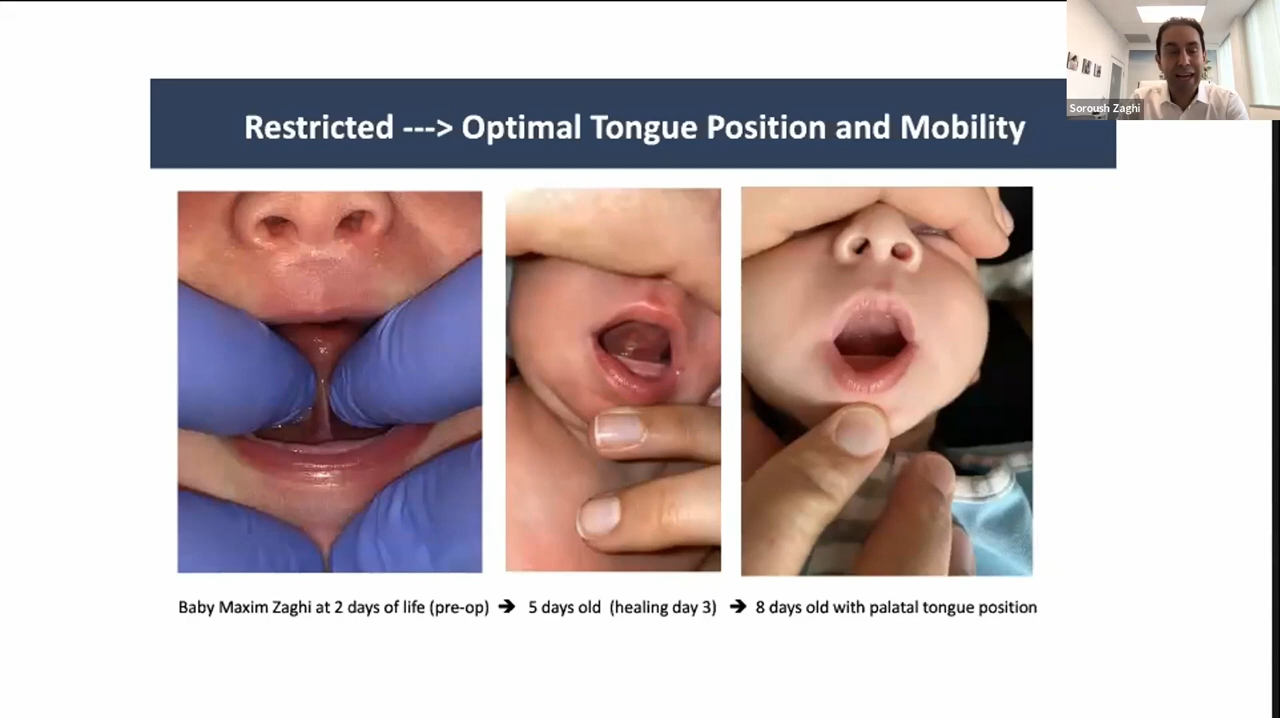 Soroush Zaghi
Restricted ---> Optimal Tongue Position and Mobility
Baby Maxim Zaghi at 2 days of life (pre-op) ➔ 5 days old (healing day 3) ➔ 8 days old with palatal tongue position